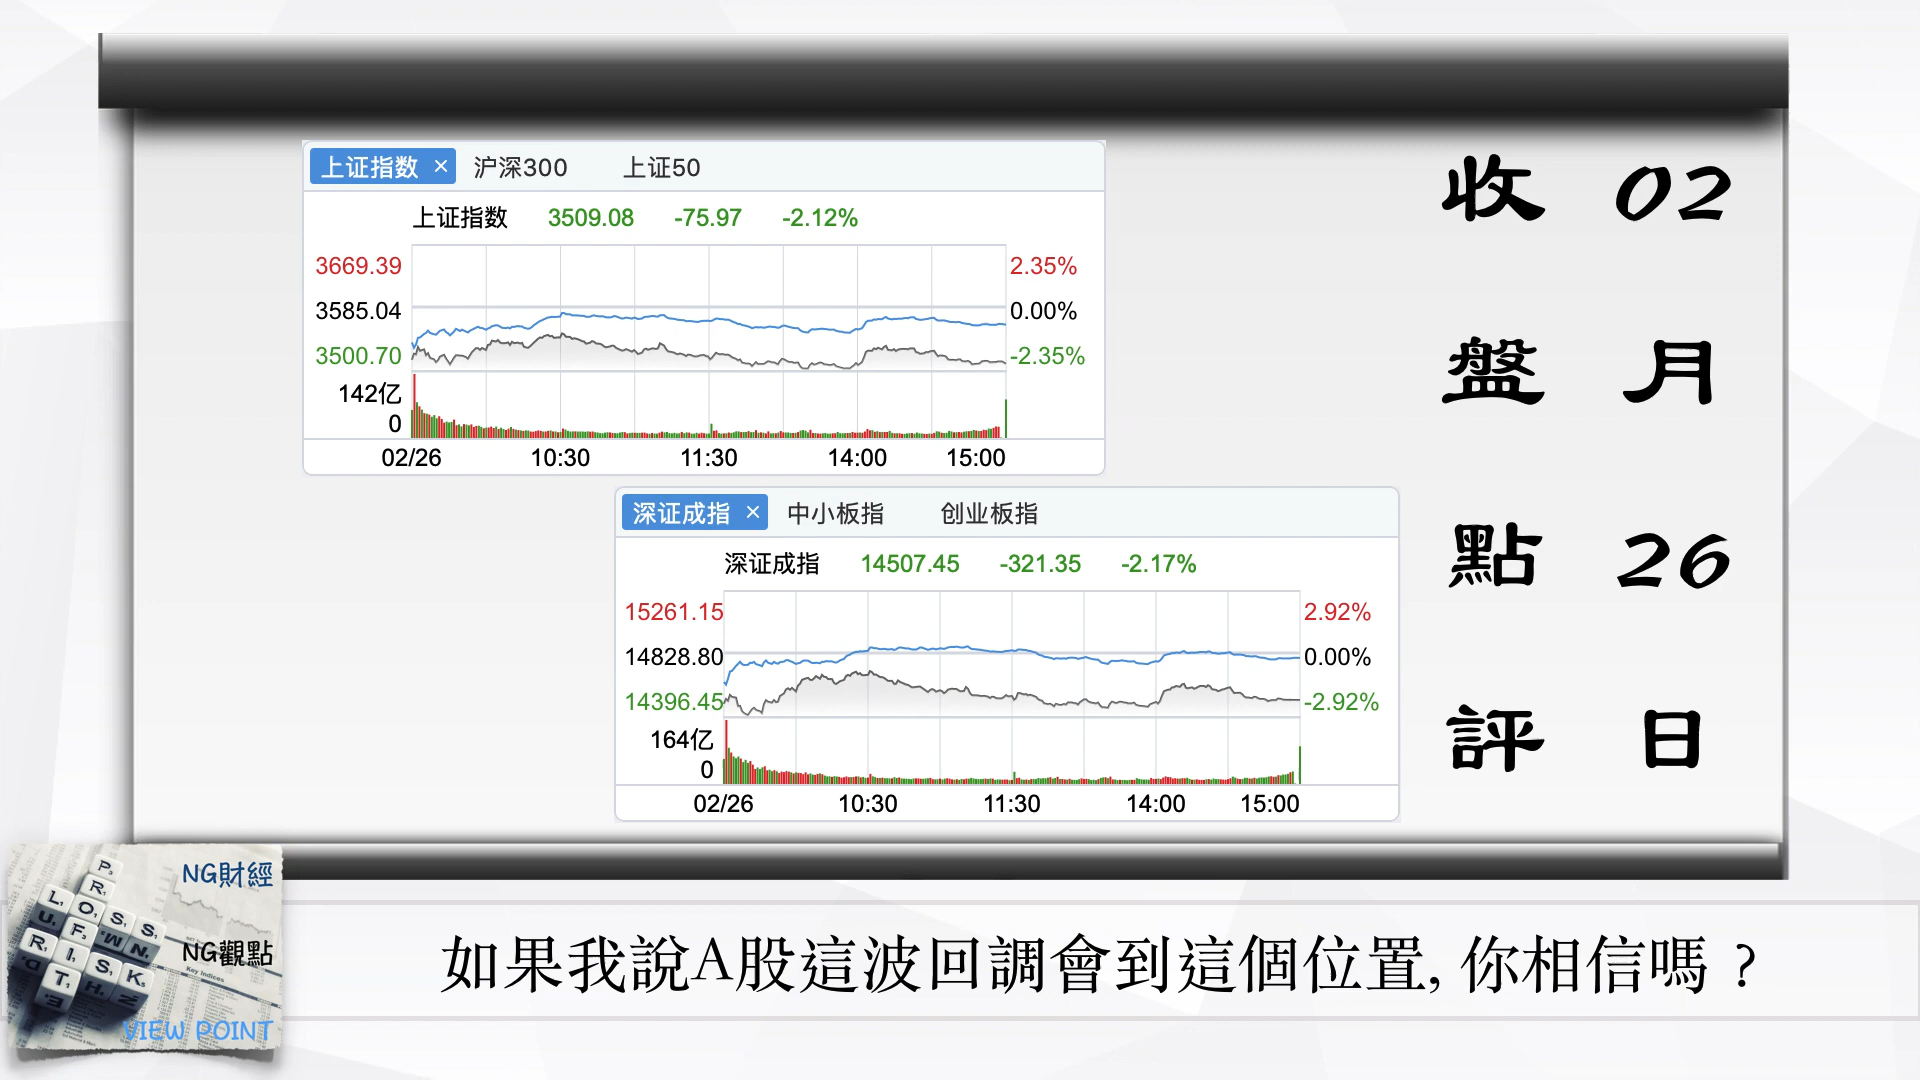 上证指数 × 沪深300 上证50
上证指数 3509.08 -75.97 -2.12%
3669.39 2.35%
3585.04 0.00%
3500.70 -2.35%
142亿
0
02/26 10:30 11:30 14:00 15:00
深证成指 × 中小板指 创业板指
深证成指 14507.45 -321.35 -2.17%
15261.15 2.92%
14828.80 0.00%
14396.45 -2.92%
164亿
0
02/26 10:30 11:30 14:00 15:00
02月26日
收盤點評
NG財經
NG觀點
VIEW POINT
Key Indices
如果我說A股這波回調會到這個位置, 你相信嗎 ?